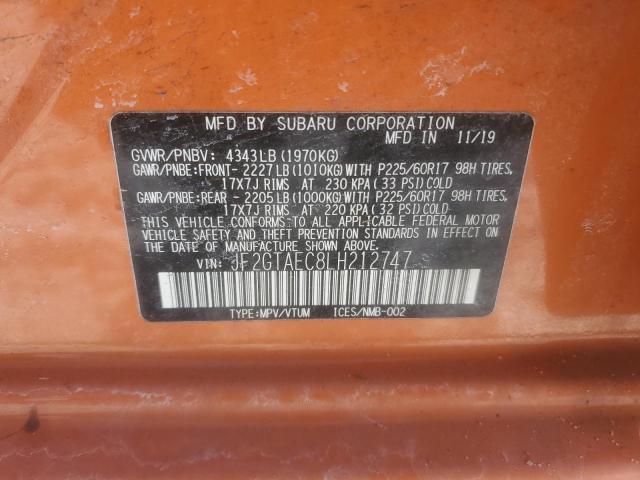 MFD BY SUBARU CORPORATION
MFD IN 11/19
GVWR/PNBV: 4343LB (1970KG)
GAWR/PNBE:FRONT- 2227LB (1010KG) WITH P225/60R17 98H TIRES,
17X7J RIMS AT 230 KPA (33 PSI) COLD
GAWR/PNBE:REAR - 2205LB (1000KG) WITH P225/60R17 98H TIRES,
17X7J RIMS AT 220 KPA (32 PSI) COLD
THIS VEHICLE CONFORMS TO ALL APPLICABLE FEDERAL MOTOR
VEHICLE SAFETY AND THEFT PREVENTION STANDARDS IN EFFECT
ON THE DATE OF MANUFACTURE SHOWN ABOVE.
VIN: JF2GTAEC8LH212747
TYPE:MPV/VTUM ICES/NMB-002